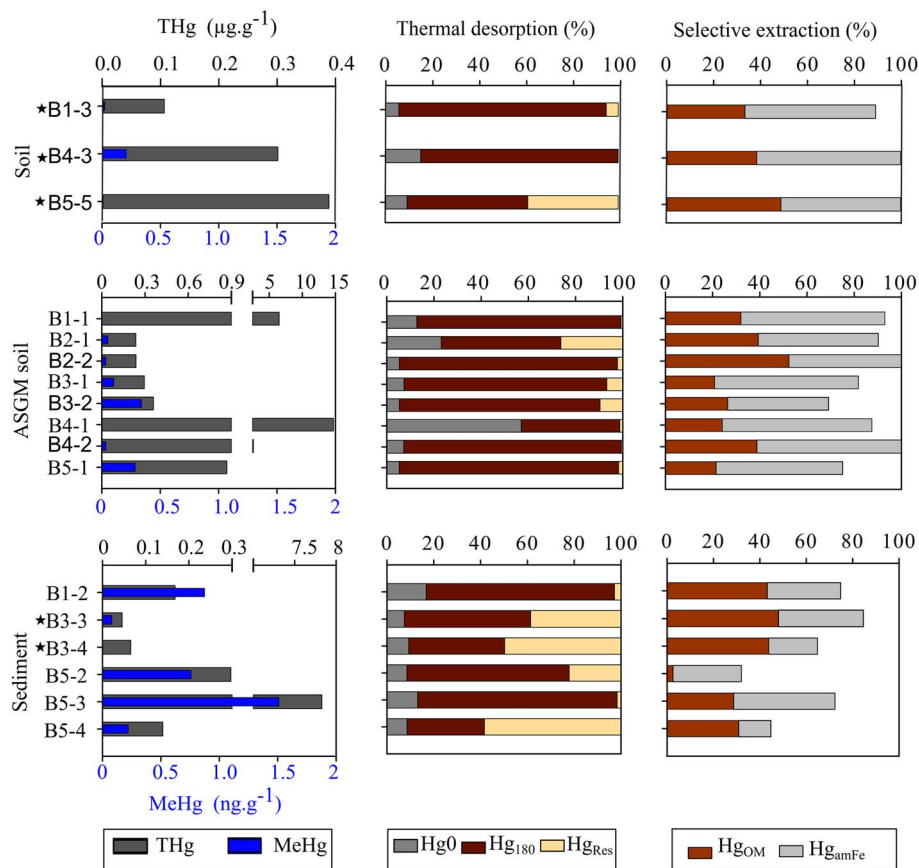 THg (µg.g⁻¹) Thermal desorption (%) Selective extraction (%)
0.0 0.1 0.3 0.4 0 20 40 60 80 100 0 20 40 60 80 100
Soil
★B1-3
★B4-3
★B5-5
0 0.5 1.0 1.5 2
0 0.3 0.6 0.9 5 10 15 0 20 40 60 80 100 0 20 40 60 80 100
ASGM soil
B1-1
B2-1
B2-2
B3-1
B3-2
B4-1
B4-2
B5-1
0 0.5 1 1.5 2
0 0.1 0.2 0.3 7.5 8 0 20 40 60 80 100 0 20 40 60 80 100
Sediment
B1-2
★B3-3
★B3-4
B5-2
B5-3
B5-4
0 0.5 1.0 1.5 2
MeHg (ng.g⁻¹)
THg MeHg Hg0 Hg₁₈₀ Hg_Res Hg_OM Hg_amFe